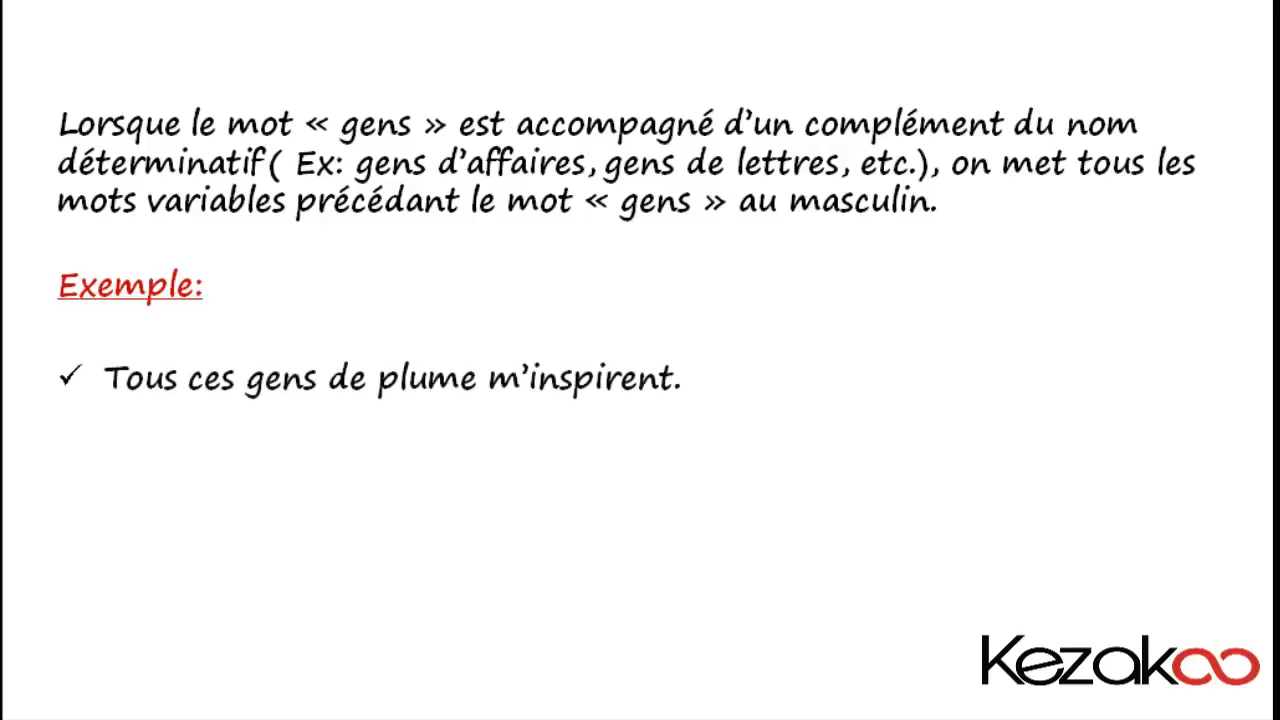 Lorsque le mot « gens » est accompagné d’un complément du nom
déterminatif( Ex: gens d’affaires, gens de lettres, etc.), on met tous les
mots variables précédant le mot « gens » au masculin.
Exemple:
✓ Tous ces gens de plume m’inspirent.
Kezakoo